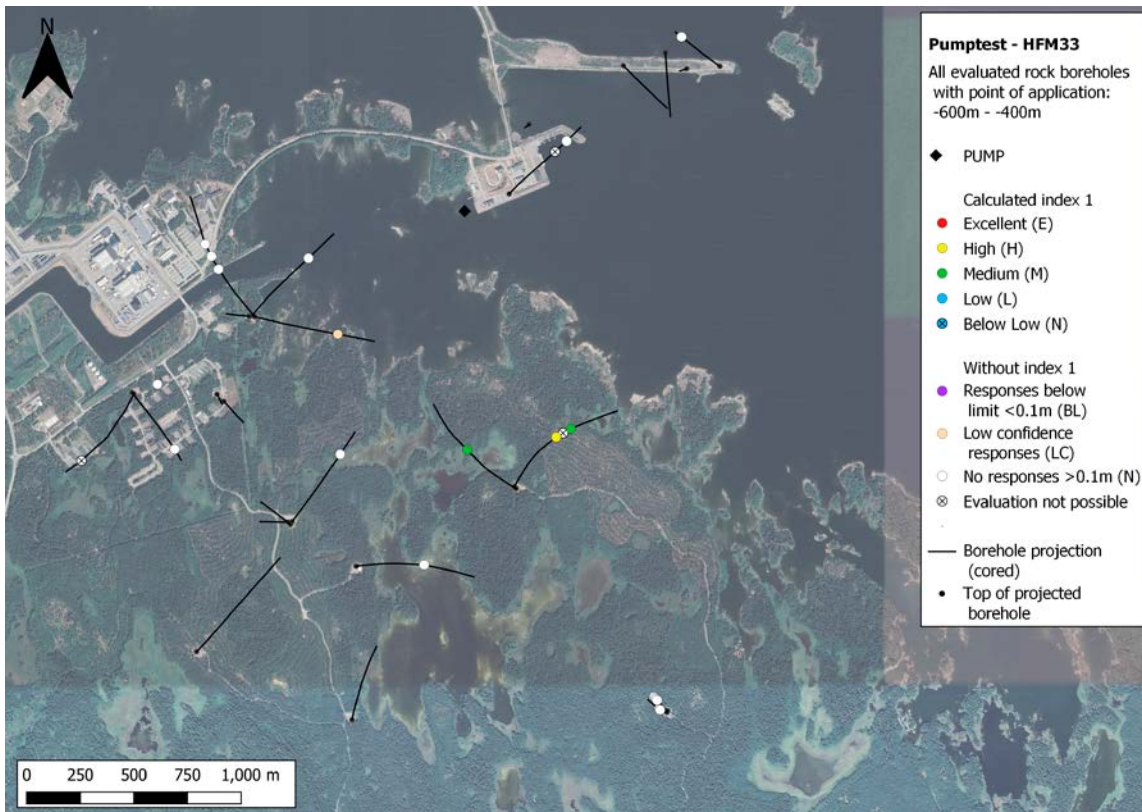 N
Pumptest - HFM33
All evaluated rock boreholes
with point of application:
-600m - -400m
PUMP
Calculated index 1
Excellent (E)
High (H)
Medium (M)
Low (L)
Below Low (N)
Without index 1
Responses below
limit <0.1m (BL)
Low confidence
responses (LC)
No responses >0.1m (N)
Evaluation not possible
Borehole projection
(cored)
Top of projected
borehole
0 250 500 750 1,000 m